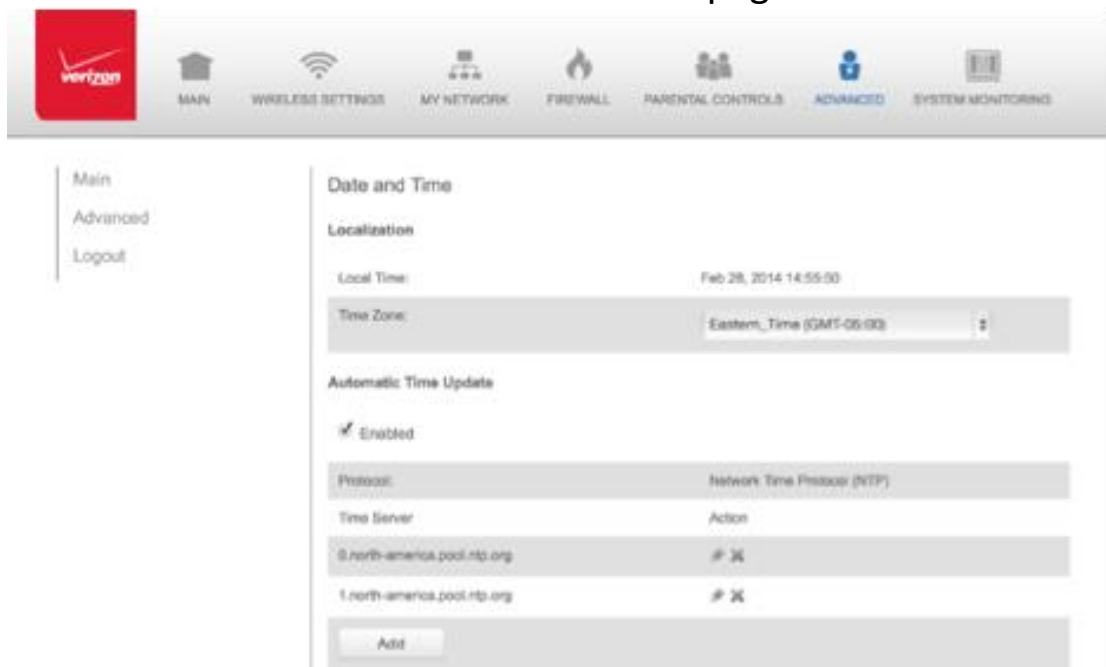 pag
verizon
MAIN WIRELESS SETTINGS MY NETWORK FIREWALL PARENTAL CONTROLS ADVANCED SYSTEM MONITORING
Main
Advanced
Logout
Date and Time
Localization
Local Time: Feb 28, 2014 14:55:50
Time Zone: Eastern_Time (GMT-05:00)
Automatic Time Update
Enabled
Protocol: Network Time Protocol (NTP)
Time Server Action
0.north-america.pool.ntp.org
1.north-america.pool.ntp.org
Add